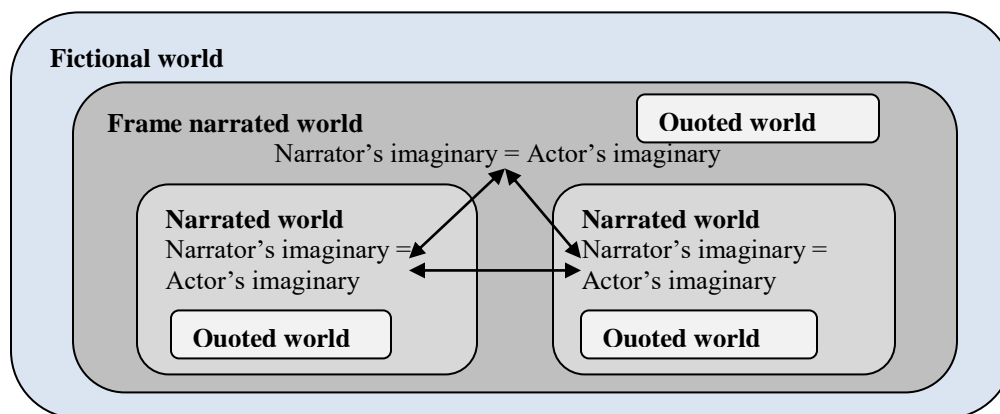 Fictional world
Frame narrated world
Ouoted world
Narrator’s imaginary = Actor’s imaginary
Narrated world
Narrator’s imaginary =
Actor’s imaginary
Ouoted world
Narrated world
Narrator’s imaginary =
Actor’s imaginary
Ouoted world